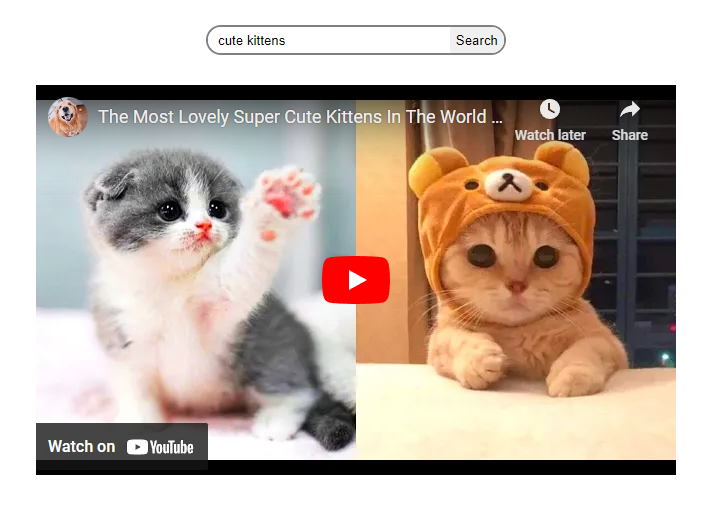 cute kittens Search
The Most Lovely Super Cute Kittens In The World ...
Watch later Share
Watch on YouTube